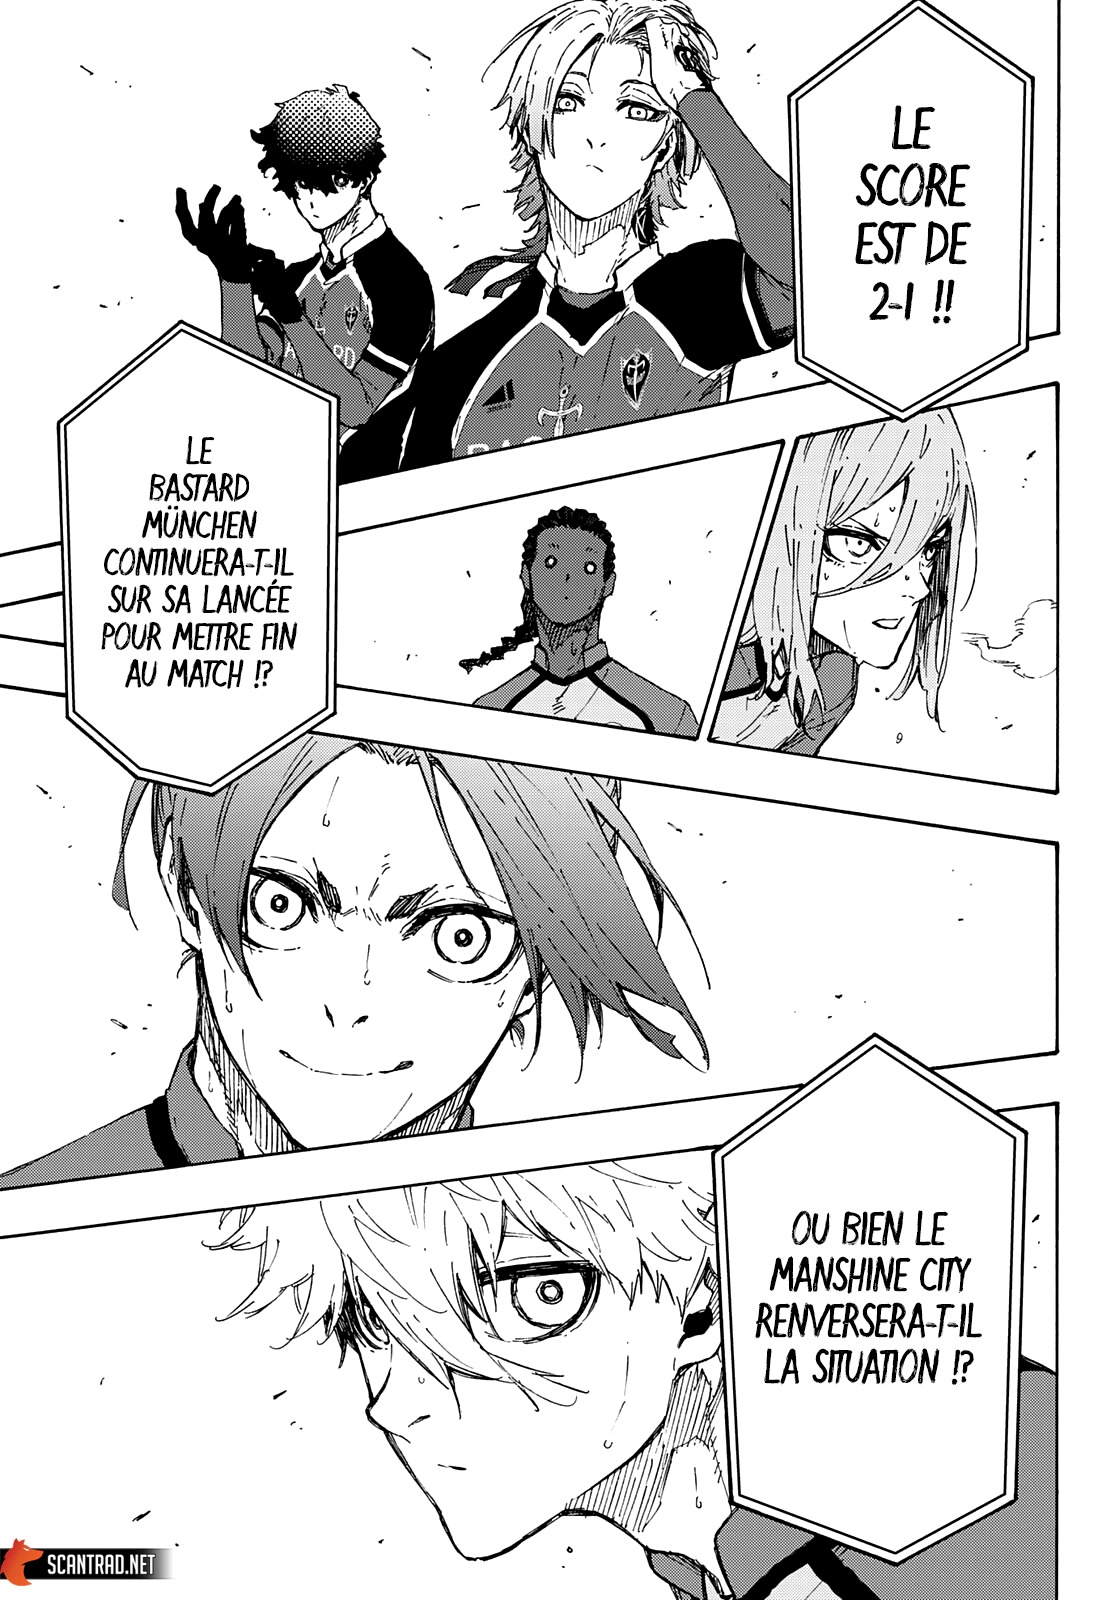 LE
SCORE
EST DE
2-1 !!
LE
BASTARD
MÜNCHEN
CONTINUERA-T-IL
SUR SA LANCÉE
POUR METTRE FIN
AU MATCH !?
OU BIEN LE
MANSHINE CITY
RENVERSERA-T-IL
LA SITUATION !?
SCANTRAD.NET